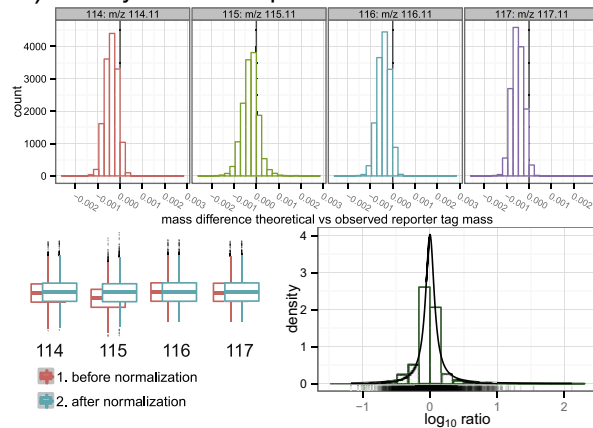 114: m/z 114.11 115: m/z 115.11 116: m/z 116.11 117: m/z 117.11
4000
3000
2000
1000
0
count
−0.002 −0.001 0.000 0.001 0.002 0.003 −0.002 −0.001 0.000 0.001 0.002 0.003 −0.002 −0.001 0.000 0.001 0.002 0.003 −0.002 −0.001 0.000 0.001 0.002 0.003
mass difference theoretical vs observed reporter tag mass
114 115 116 117
1. before normalization
2. after normalization
4
3
2
1
0
density
−1 0 1 2
log10 ratio